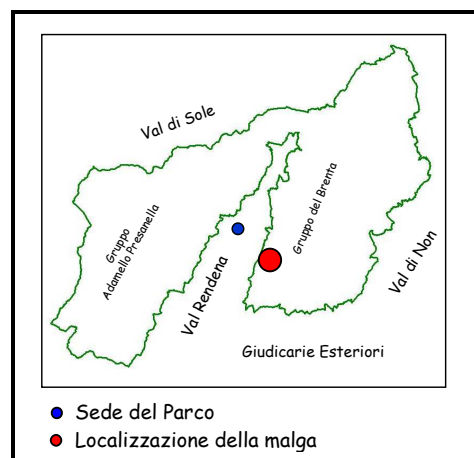 Val di Sole
Gruppo del Brenta
Gruppo
Adamello Presanella
Val Rendena
Val di Non
Giudicarie Esteriori
Sede del Parco
Localizzazione della malga